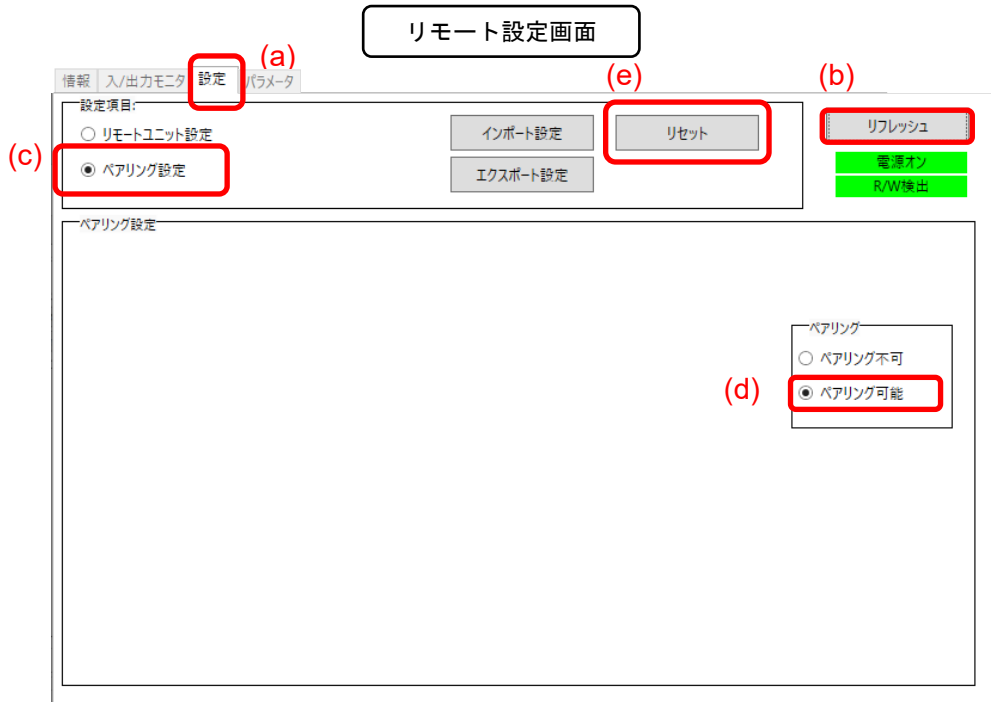 リモート設定画面
(a)
(e)
(b)
情報 入/出力モニタ 設定 パラメータ
設定項目:
リモートユニット設定
インポート設定
リセット
リフレッシュ
(c)
ペアリング設定
エクスポート設定
電源オン
R/W検出
ペアリング設定
ペアリング
ペアリング不可
(d)
ペアリング可能